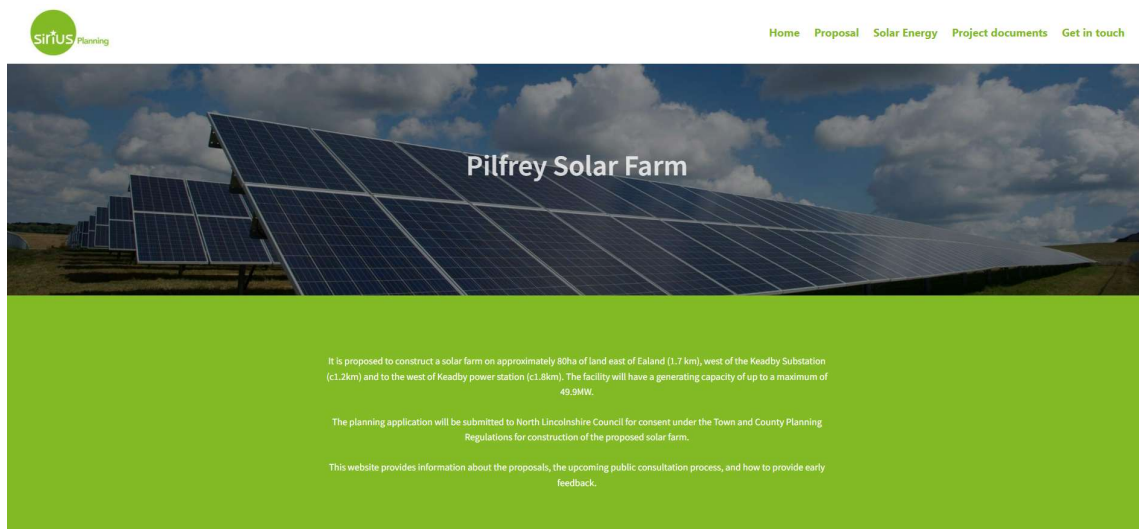 sirius Planning
Home Proposal Solar Energy Project documents Get in touch
Pilfrey Solar Farm
It is proposed to construct a solar farm on approximately 80ha of land east of Ealand (1.7 km), west of the Keadby Substation
(c1.2km) and to the west of Keadby power station (c1.8km). The facility will have a generating capacity of up to a maximum of
49.9MW.
The planning application will be submitted to North Lincolnshire Council for consent under the Town and County Planning
Regulations for construction of the proposed solar farm.
This website provides information about the proposals, the upcoming public consultation process, and how to provide early
feedback.